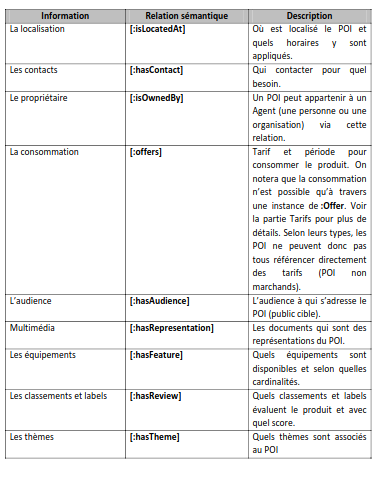 Information Relation sémantique Description
La localisation [:isLocatedAt] Où est localisé le POI et
quels horaires y sont
appliqués.
Les contacts [:hasContact] Qui contacter pour quel
besoin.
Le propriétaire [:isOwnedBy] Un POI peut appartenir à un
Agent (une personne ou une
organisation) via cette
relation.
La consommation [:offers] Tarif et période pour
consommer le produit. On
notera que la consommation
n'est possible qu'à travers
une instance de :Offer. Voir
la partie Tarifs pour plus de
détails. Selon leurs types, les
POI ne peuvent donc pas
tous référencer directement
des tarifs (POI non
marchands).
L'audience [:hasAudience] L'audience à qui s'adresse le
POI (public cible).
Multimédia [:hasRepresentation] Les documents qui sont des
représentations du POI.
Les équipements [:hasFeature] Quels équipements sont
disponibles et selon quelles
cardinalités.
Les classements et labels [:hasReview] Quels classements et labels
évaluent le produit et avec
quel score.
Les thèmes [:hasTheme] Quels thèmes sont associés
au POI